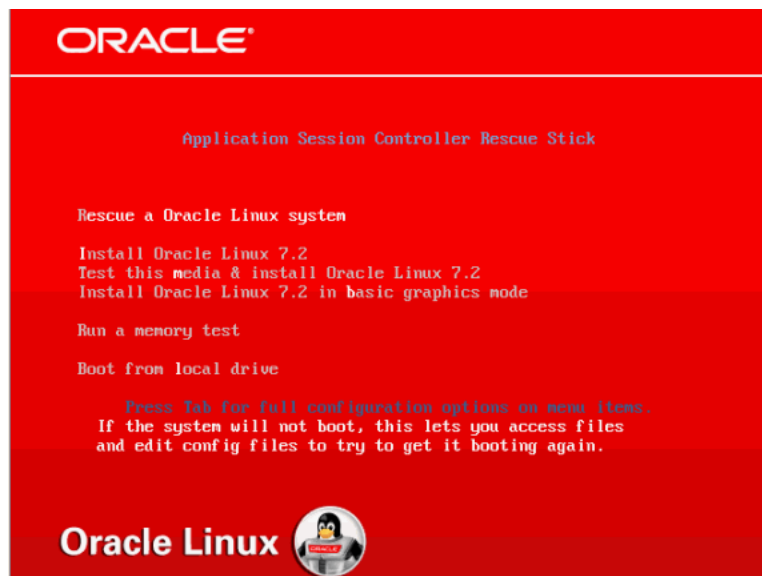 ORACLE®
Application Session Controller Rescue Stick
Rescue a Oracle Linux system
Install Oracle Linux 7.2
Test this media & install Oracle Linux 7.2
Install Oracle Linux 7.2 in basic graphics mode
Run a memory test
Boot from local drive
Press Tab for full configuration options on menu items.
If the system will not boot, this lets you access files
and edit config files to try to get it booting again.
Oracle Linux
ORACLE